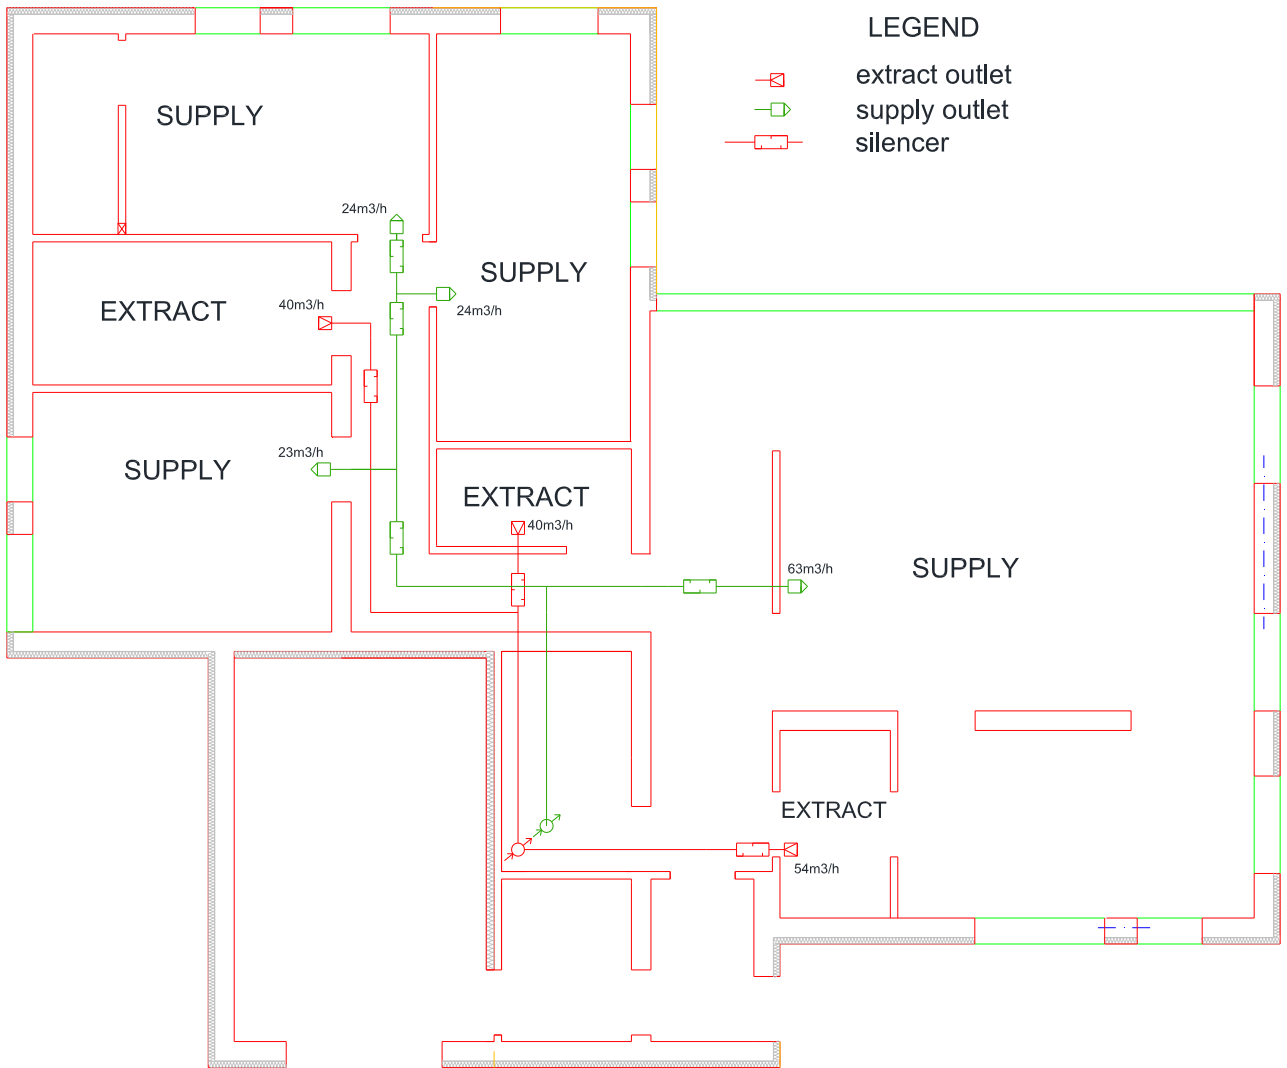 LEGEND
extract outlet
supply outlet
silencer
SUPPLY
24m3/h
SUPPLY
EXTRACT
40m3/h
24m3/h
SUPPLY
23m3/h
EXTRACT
40m3/h
63m3/h
SUPPLY
EXTRACT
54m3/h